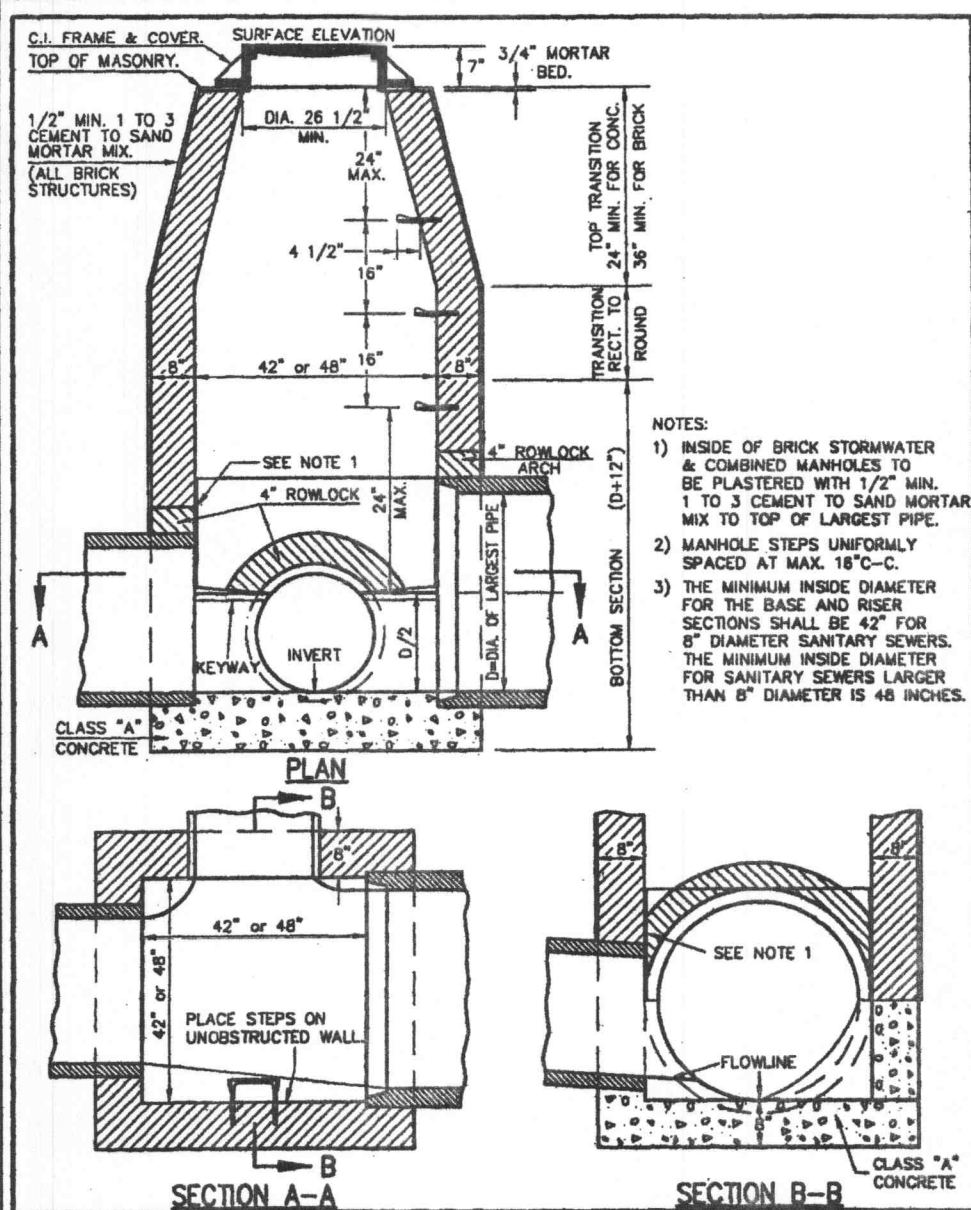 C.I. FRAME & COVER.
SURFACE ELEVATION
TOP OF MASONRY.
7"
3/4" MORTAR
BED.
1/2" MIN. 1 TO 3
CEMENT TO SAND
MORTAR MIX.
(ALL BRICK
STRUCTURES)
DIA. 26 1/2"
MIN.
24"
MAX.
4 1/2"
16"
16"
TOP TRANSITION
24" MIN. FOR CONC.
36" MIN. FOR BRICK
TRANSITION
RECT. TO
ROUND
8"
42" or 48"
8"
SEE NOTE 1
4" ROWLOCK
4" ROWLOCK
ARCH
24"
MAX.
BOTTOM SECTION (D+12")
A
A
KEYWAY
INVERT
D/2
D=DIA. OF LARGEST PIPE
CLASS "A"
CONCRETE
PLAN
NOTES:
1) INSIDE OF BRICK STORMWATER
& COMBINED MANHOLES TO
BE PLASTERED WITH 1/2" MIN.
1 TO 3 CEMENT TO SAND MORTAR
MIX TO TOP OF LARGEST PIPE.
2) MANHOLE STEPS UNIFORMLY
SPACED AT MAX. 16"C-C.
3) THE MINIMUM INSIDE DIAMETER
FOR THE BASE AND RISER
SECTIONS SHALL BE 42" FOR
8" DIAMETER SANITARY SEWERS.
THE MINIMUM INSIDE DIAMETER
FOR SANITARY SEWERS LARGER
THAN 8" DIAMETER IS 48 INCHES.
B
8"
42" or 48"
42" or 48"
PLACE STEPS ON
UNOBSTRUCTED WALL.
B
SECTION A-A
8"
8"
SEE NOTE 1
FLOWLINE
8"
CLASS "A"
CONCRETE
SECTION B-B